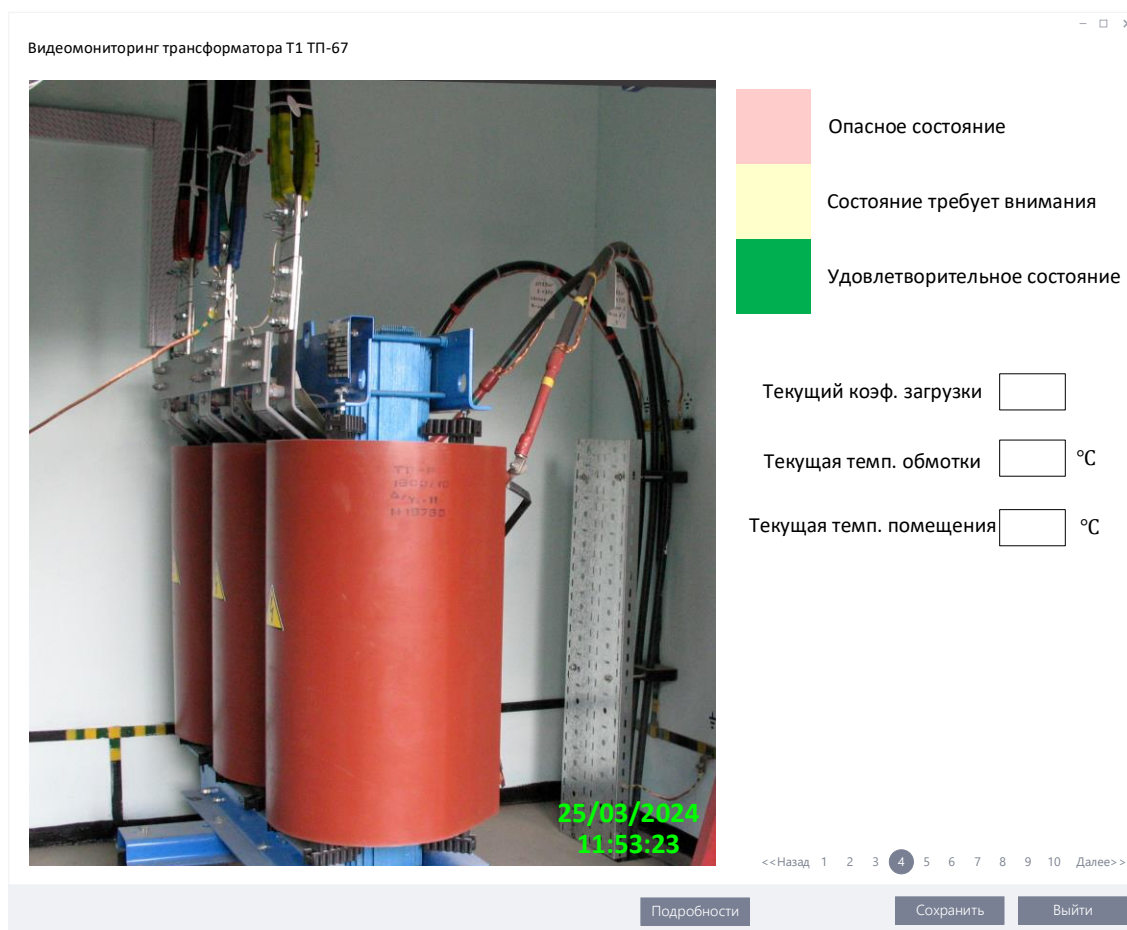 Видеомониторинг трансформатора Т1 ТП-67
Опасное состояние
Состояние требует внимания
Удовлетворительное состояние
Текущий коэф. загрузки
Текущая темп. обмотки °C
Текущая темп. помещения °C
25/03/2024
11:53:23
<<Назад 1 2 3 4 5 6 7 8 9 10 Далее>>
Подробности Сохранить Выйти